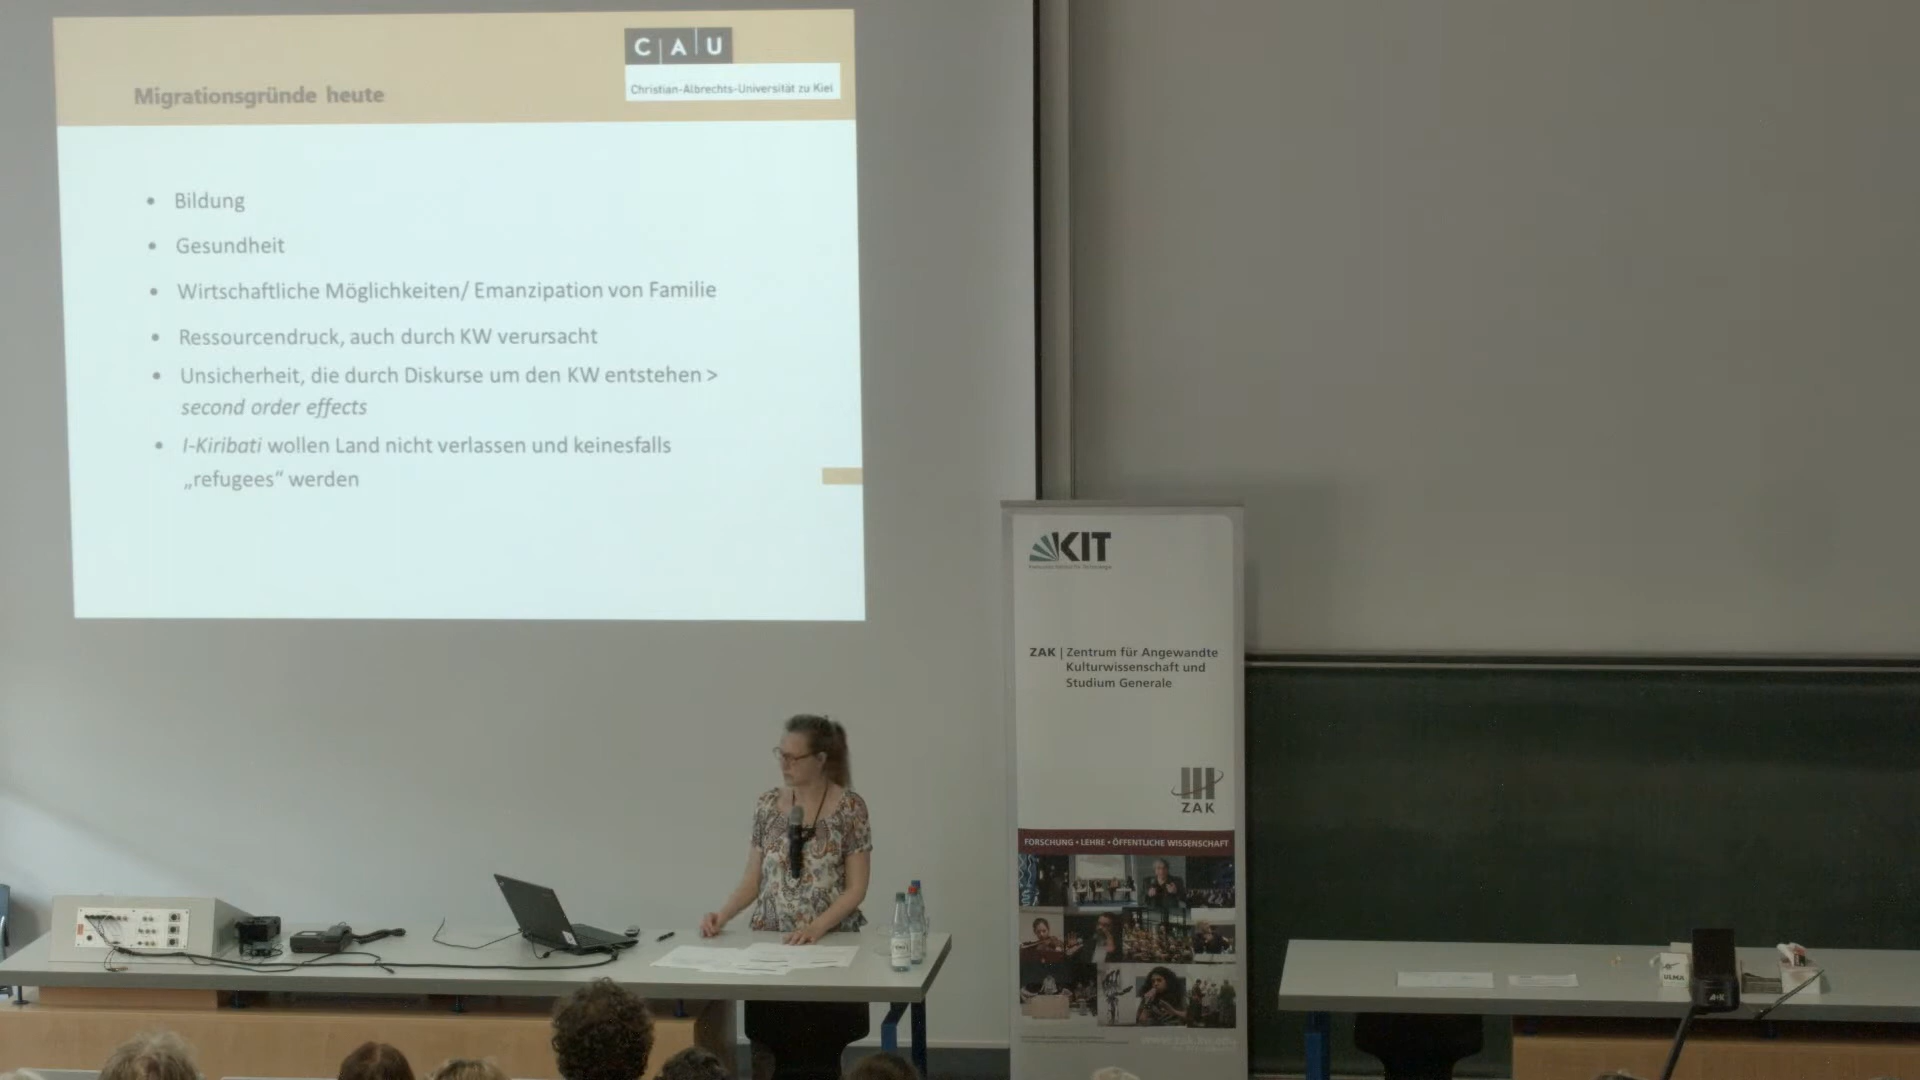 C A U
Christian-Albrechts-Universität zu Kiel
Migrationsgründe heute
• Bildung
• Gesundheit
• Wirtschaftliche Möglichkeiten/ Emanzipation von Familie
• Ressourcendruck, auch durch KW verursacht
• Unsicherheit, die durch Diskurse um den KW entstehen >
second order effects
• I-Kiribati wollen Land nicht verlassen und keinesfalls
„refugees“ werden
KIT
ZAK | Zentrum für Angewandte
Kulturwissenschaft und
Studium Generale
ZAK
FORSCHUNG • LEHRE • ÖFFENTLICHE WISSENSCHAFT
ULMA